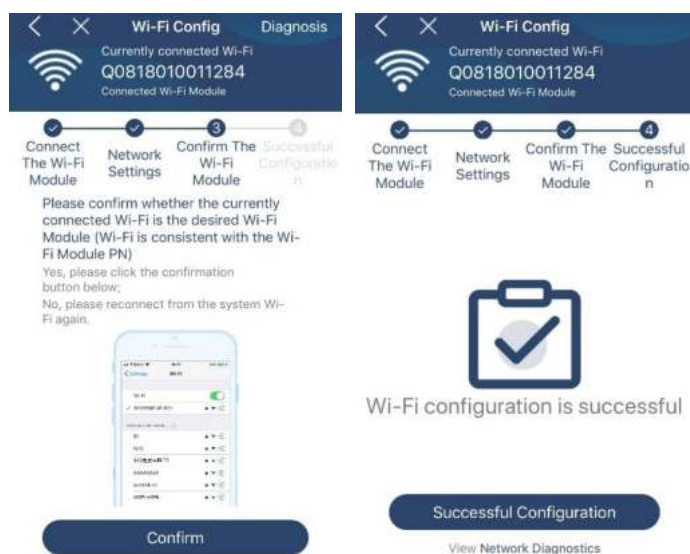 Wi-Fi Config
Diagnosis
Currently connected Wi-Fi
Q0818010011284
Connected Wi-Fi Module
3
4
Connect
The Wi-Fi
Module
Network
Settings
Confirm The
Wi-Fi
Module
Successful
Configuratio
n
Please confirm whether the currently
connected Wi-Fi is the desired Wi-Fi
Module (Wi-Fi is consistent with the Wi-
Fi Module PN)
Yes, please click the confirmation
button below;
No, please reconnect from the system Wi-
Fi again.
Confirm
Wi-Fi Config
Currently connected Wi-Fi
Q0818010011284
Connected Wi-Fi Module
4
Connect
The Wi-Fi
Module
Network
Settings
Confirm The
Wi-Fi
Module
Successful
Configuratio
n
Wi-Fi configuration is successful
Successful Configuration
View Network Diagnostics